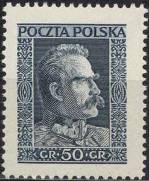 POCZTA POLSKA
GR · 50 · GR